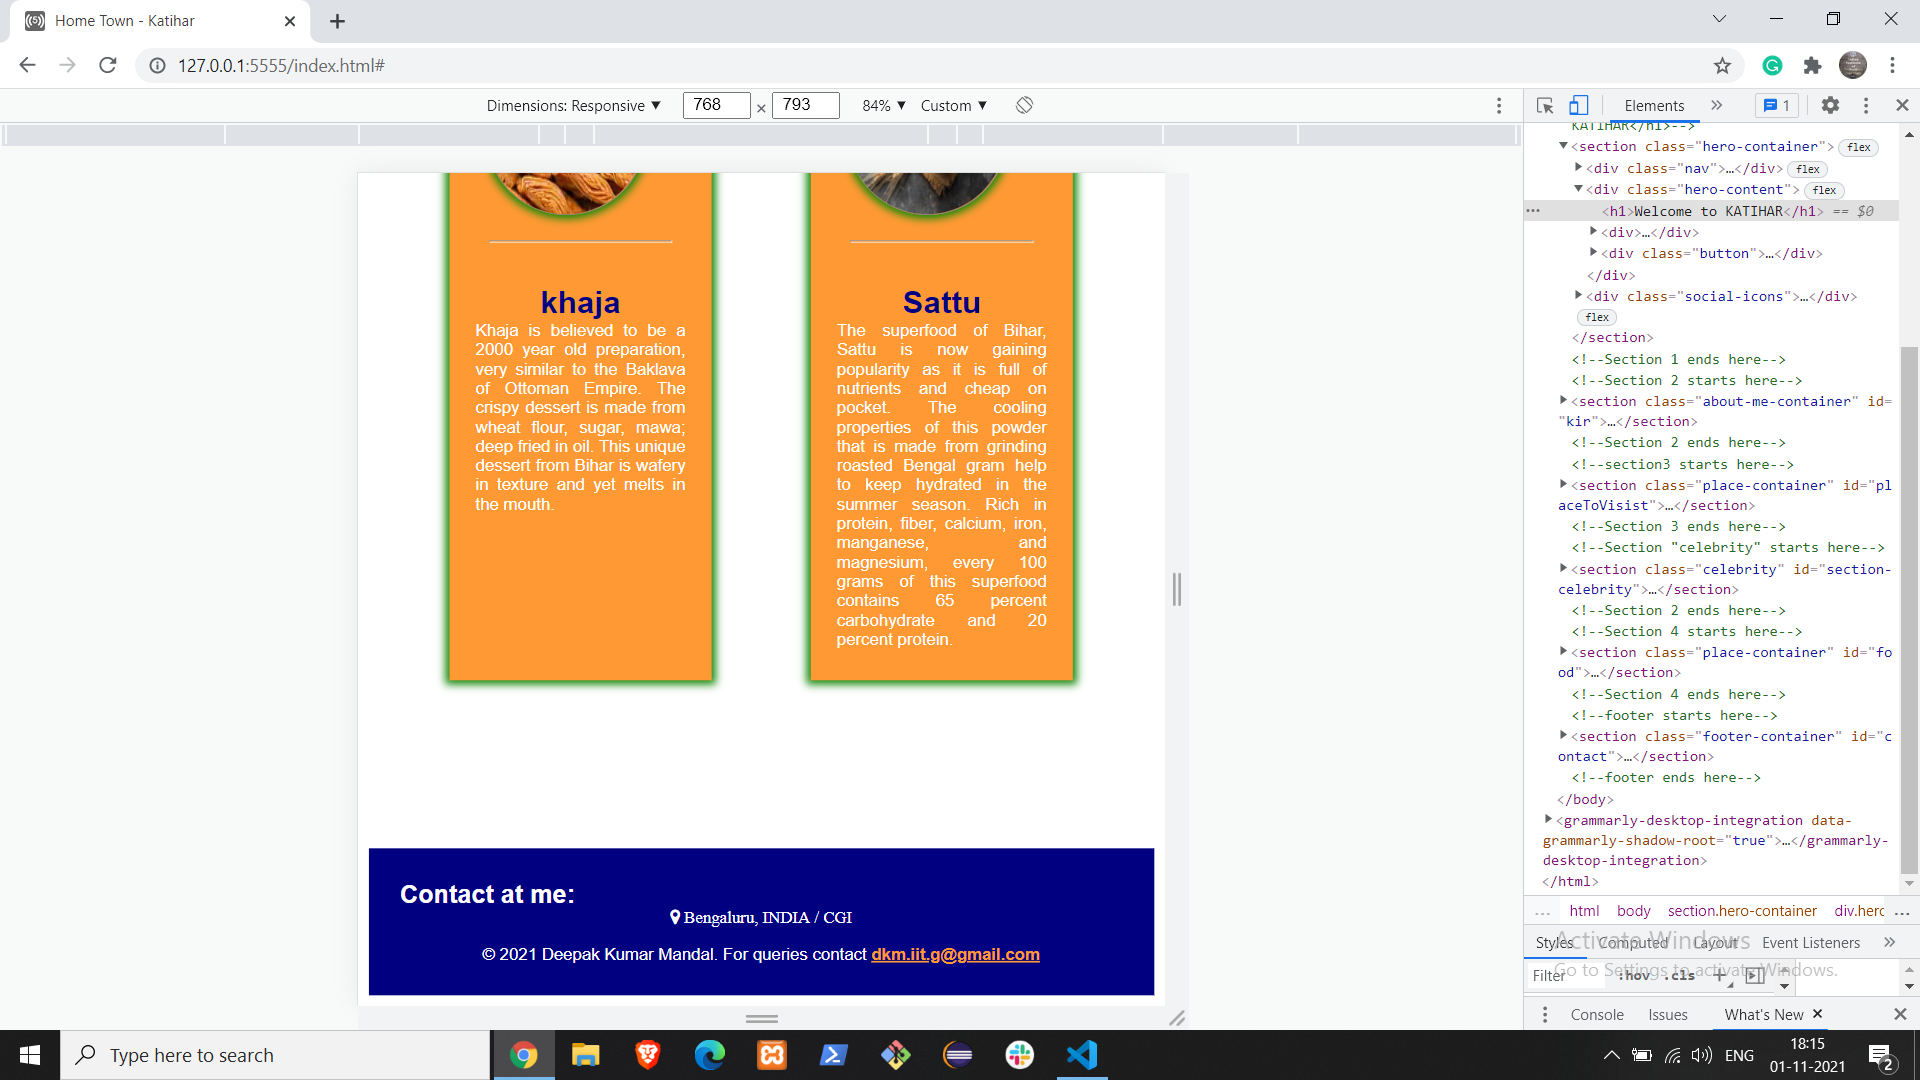 Home Town - Katihar
127.0.0.1:5555/index.html#
Dimensions: Responsive ▼ 768 × 793 84% ▼ Custom ▼
Elements » 1
khaja
Khaja is believed to be a
2000 year old preparation,
very similar to the Baklava
of Ottoman Empire. The
crispy dessert is made from
wheat flour, sugar, mawa;
deep fried in oil. This unique
dessert from Bihar is wafery
in texture and yet melts in
the mouth.
Sattu
The superfood of Bihar,
Sattu is now gaining
popularity as it is full of
nutrients and cheap on
pocket. The cooling
properties of this powder
that is made from grinding
roasted Bengal gram help
to keep hydrated in the
summer season. Rich in
protein, fiber, calcium, iron,
manganese, and
magnesium, every 100
grams of this superfood
contains 65 percent
carbohydrate and 20
percent protein.
Contact at me:
Bengaluru, INDIA / CGI
© 2021 Deepak Kumar Mandal. For queries contact dkm.iit.g@gmail.com
KATIHAR</h1>-->
<section class="hero-container"> flex
<div class="nav">…</div> flex
<div class="hero-content"> flex
<h1>Welcome to KATIHAR</h1> == $0
<div>…</div>
<div class="button">…</div>
</div>
<div class="social-icons">…</div>
flex
</section>
<!--Section 1 ends here-->
<!--Section 2 starts here-->
<section class="about-me-container" id=
"kir">…</section>
<!--Section 2 ends here-->
<!--section3 starts here-->
<section class="place-container" id="pl
aceToVisist">…</section>
<!--Section 3 ends here-->
<!--Section "celebrity" starts here-->
<section class="celebrity" id="section-
celebrity">…</section>
<!--Section 2 ends here-->
<!--Section 4 starts here-->
<section class="place-container" id="fo
od">…</section>
<!--Section 4 ends here-->
<!--footer starts here-->
<section class="footer-container" id="c
ontact">…</section>
<!--footer ends here-->
</body>
<grammarly-desktop-integration data-
grammarly-shadow-root="true">…</grammarly-
desktop-integration>
</html>
... html body section.hero-container div.herc ...
Styles Computed Layout Event Listeners »
Activate Windows
Go to Settings to activate Windows.
Filter :hov .cls +
Console Issues What's New ×
Type here to search
ENG
18:15
01-11-2021
2